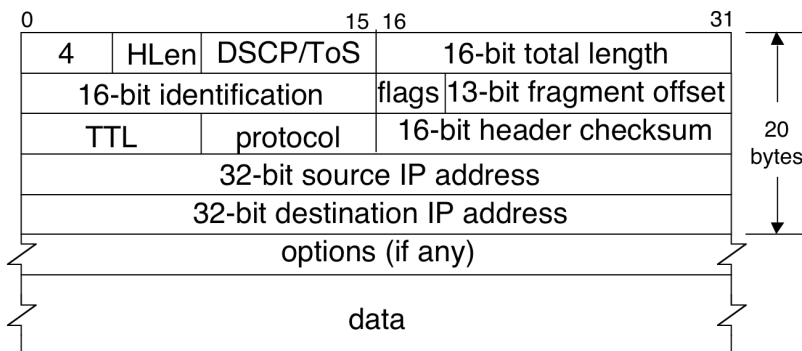 0 15 16 31
4 HLen DSCP/ToS 16-bit total length
16-bit identification flags 13-bit fragment offset
TTL protocol 16-bit header checksum
20
bytes
32-bit source IP address
32-bit destination IP address
options (if any)
data